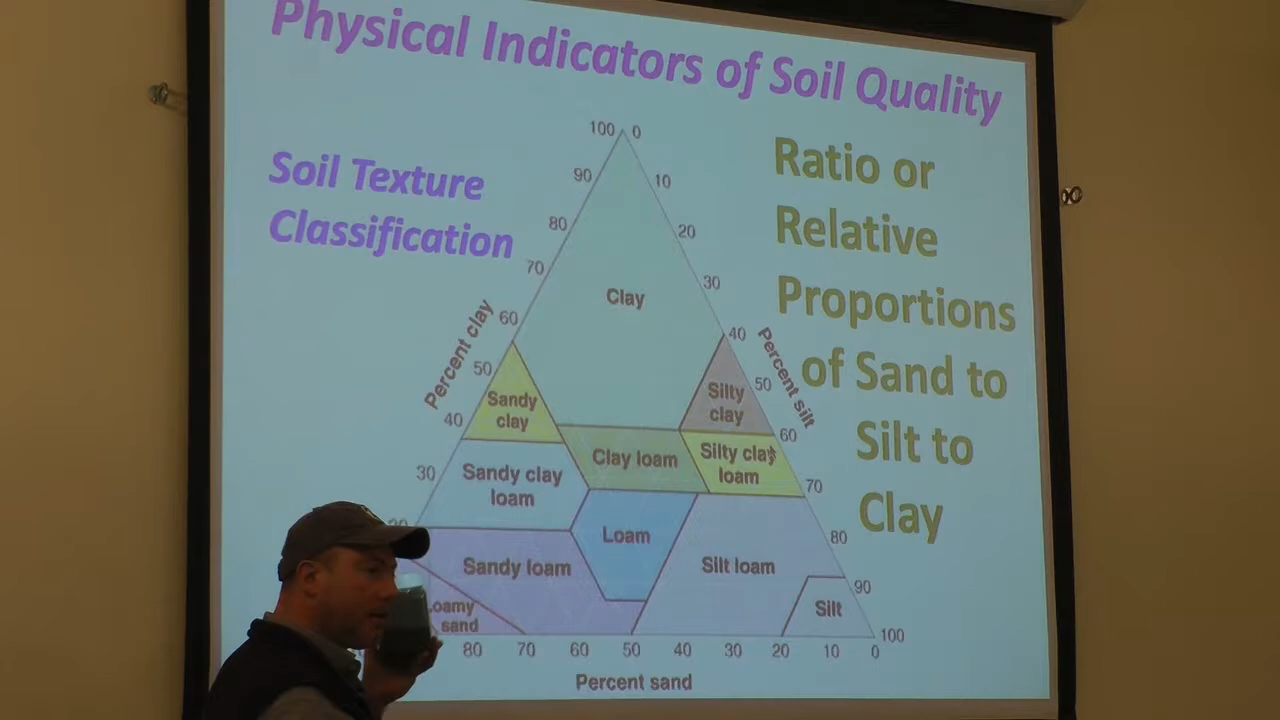 Physical Indicators of Soil Quality
Soil Texture
Classification
Ratio or
Relative
Proportions
of Sand to
Silt to
Clay
100 0
90 10
80 20
70 30
60 40
50 50
40 60
30 70
80
90
100
Percent clay
Percent silt
Clay
Sandy
clay
Silty
clay
Clay loam
Silty clay
loam
Sandy clay
loam
Loam
Sandy loam
Silt loam
Silt
sand
80 70 60 50 40 30 20 10 0
Percent sand